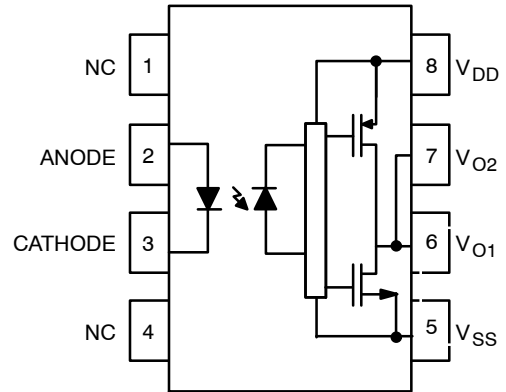 NC 1
ANODE 2
CATHODE 3
NC 4
8 VDD
7 VO2
6 VO1
5 VSS